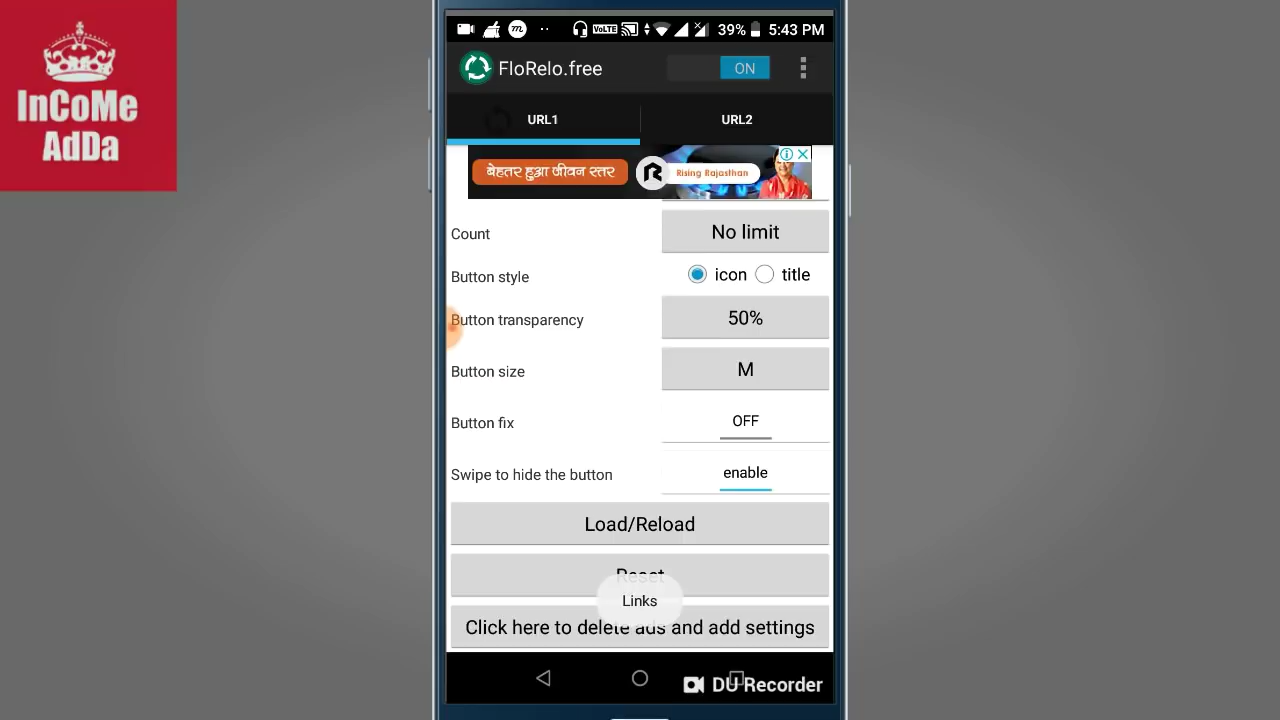 InCoMe
AdDa
m
VoLTE
39%
5:43 PM
FloRelo.free
ON
URL1
URL2
बेहतर हुआ जीवन स्तर
R
Rising Rajasthan
Count
No limit
Button style
icon
title
Button transparency
50%
Button size
M
Button fix
OFF
Swipe to hide the button
enable
Load/Reload
Reset
Links
Click here to delete ads and add settings
DU Recorder